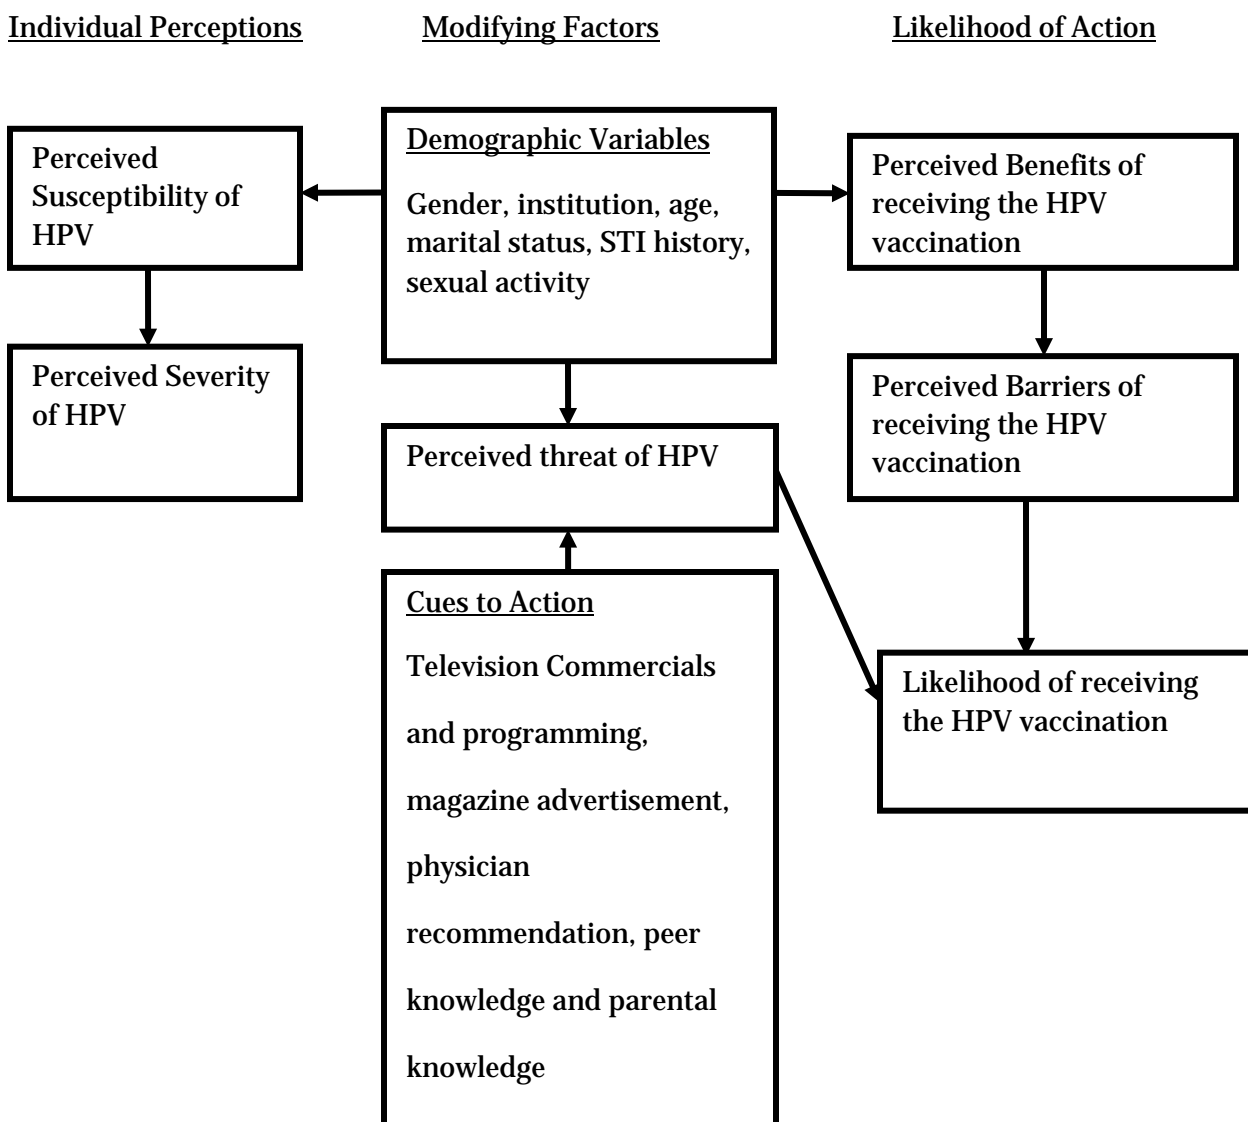 Individual Perceptions
Modifying Factors
Likelihood of Action
Perceived
Susceptibility of
HPV
Perceived Severity
of HPV
Demographic Variables
Gender, institution, age,
marital status, STI history,
sexual activity
Perceived threat of HPV
Cues to Action
Television Commercials
and programming,
magazine advertisement,
physician
recommendation, peer
knowledge and parental
knowledge
Perceived Benefits of
receiving the HPV
vaccination
Perceived Barriers of
receiving the HPV
vaccination
Likelihood of receiving
the HPV vaccination